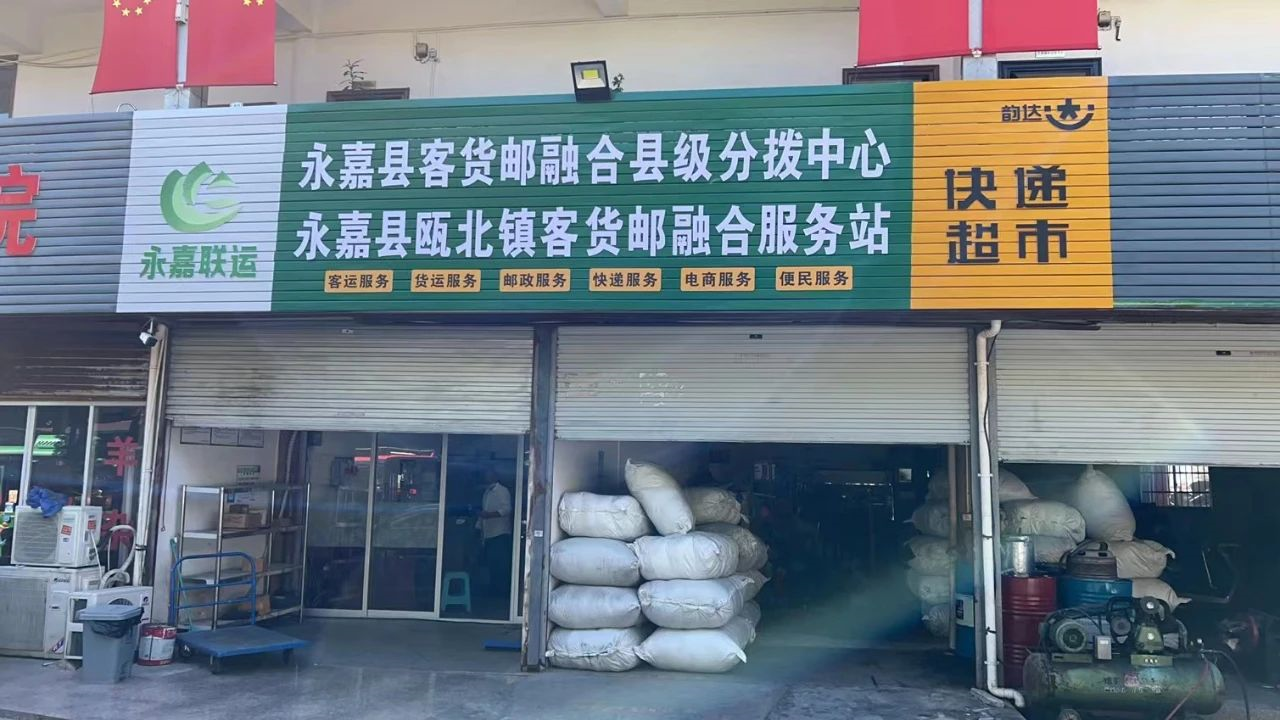 院
永嘉联运
永嘉县客货邮融合县级分拨中心
永嘉县瓯北镇客货邮融合服务站
客运服务 货运服务 邮政服务 快递服务 电商服务 便民服务
韵达
快递
超市
羊